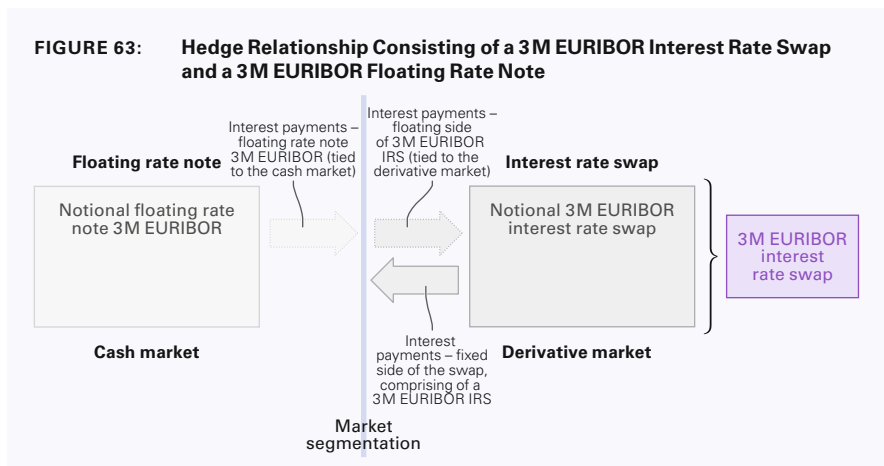 FIGURE 63: Hedge Relationship Consisting of a 3M EURIBOR Interest Rate Swap
and a 3M EURIBOR Floating Rate Note
Interest payments –
floating rate note
3M EURIBOR (tied
to the cash market)
Interest payments –
floating side
of 3M EURIBOR
IRS (tied to the
derivative market)
Floating rate note
Interest rate swap
Notional floating rate
note 3M EURIBOR
Notional 3M EURIBOR
interest rate swap
3M EURIBOR
interest
rate swap
Cash market
Interest
payments – fixed
side of the swap,
comprising of a
3M EURIBOR IRS
Derivative market
Market
segmentation